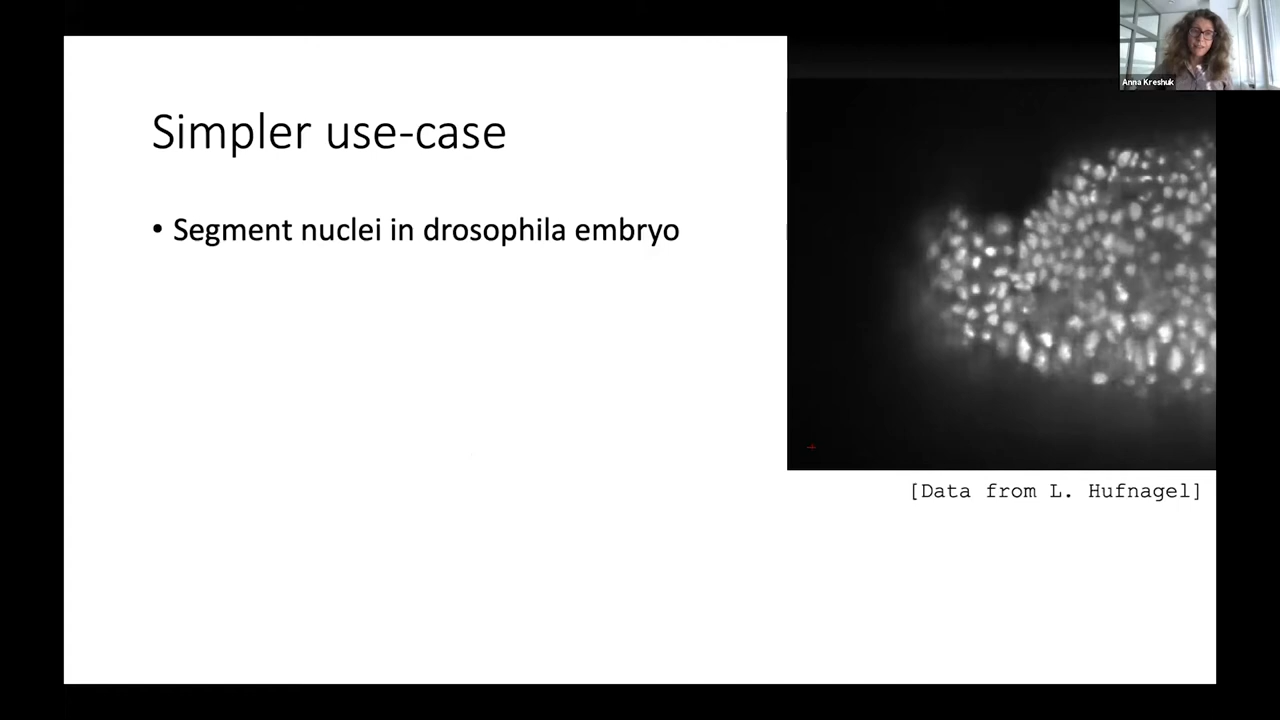 Anna Kreshuk
Simpler use-case
• Segment nuclei in drosophila embryo
[Data from L. Hufnagel]